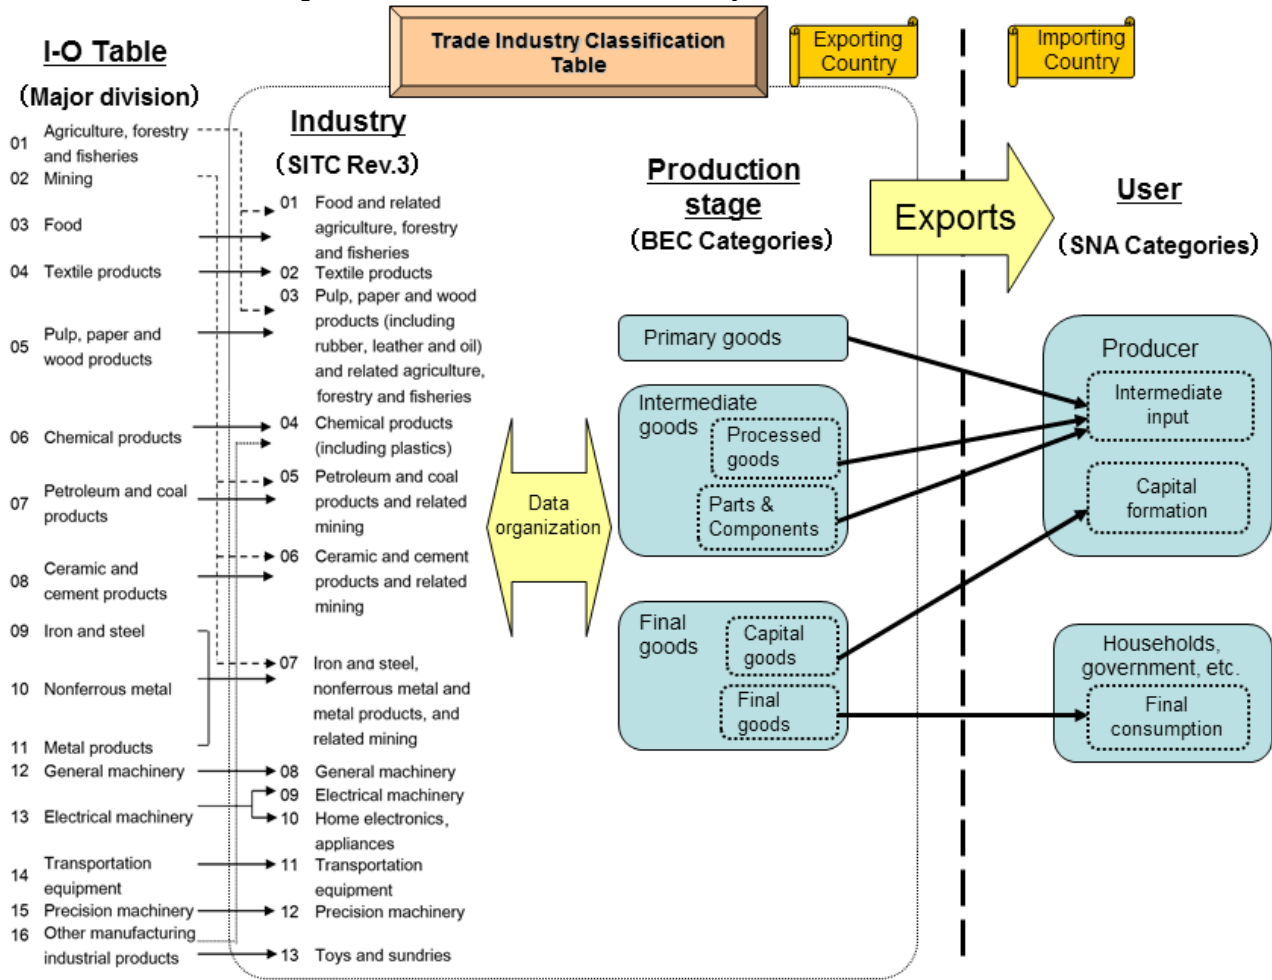 Trade Industry Classification
Table
Exporting
Country
Importing
Country
I-O Table
(Major division)
01 Agriculture, forestry
and fisheries
02 Mining
03 Food
04 Textile products
05 Pulp, paper and
wood products
06 Chemical products
07 Petroleum and coal
products
08 Ceramic and
cement products
09 Iron and steel
10 Nonferrous metal
11 Metal products
12 General machinery
13 Electrical machinery
14 Transportation
equipment
15 Precision machinery
16 Other manufacturing
industrial products
Industry
(SITC Rev.3)
01 Food and related
agriculture, forestry
and fisheries
02 Textile products
03 Pulp, paper and wood
products (including
rubber, leather and oil)
and related agriculture,
forestry and fisheries
04 Chemical products
(including plastics)
05 Petroleum and coal
products and related
mining
06 Ceramic and cement
products and related
mining
07 Iron and steel,
nonferrous metal and
metal products, and
related mining
08 General machinery
09 Electrical machinery
10 Home electronics,
appliances
11 Transportation
equipment
12 Precision machinery
13 Toys and sundries
Data
organization
Production
stage
(BEC Categories)
Primary goods
Intermediate
goods
Processed
goods
Parts &
Components
Final
goods
Capital
goods
Final
goods
Exports
User
(SNA Categories)
Producer
Intermediate
input
Capital
formation
Households,
government, etc.
Final
consumption